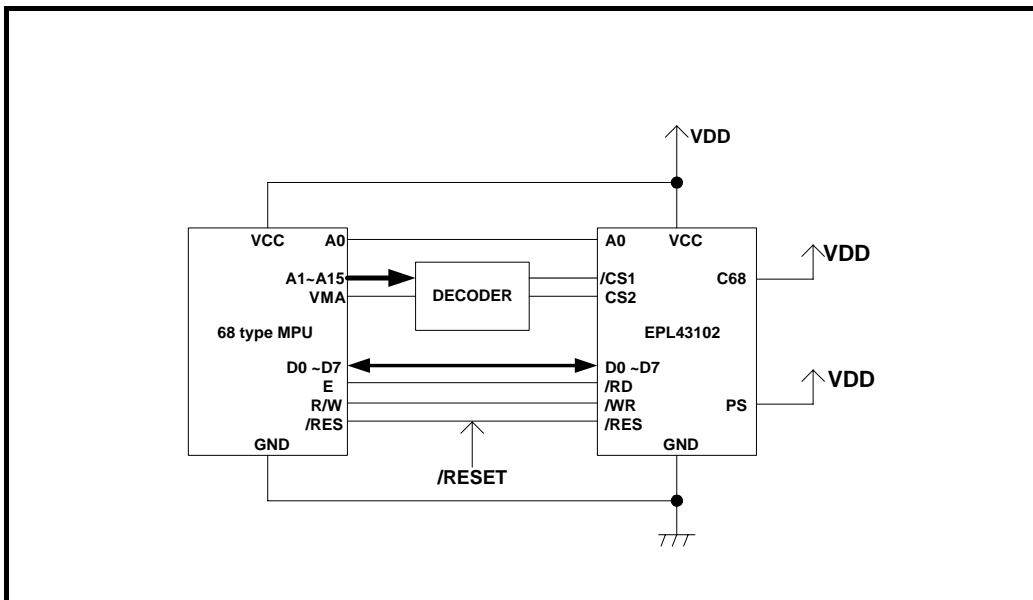 VDD
VCC A0
A0 VCC
VDD
A1~A15
VMA
DECODER
/CS1
CS2
C68
68 type MPU
EPL43102
D0 ~D7
D0 ~D7
VDD
E
/RD
R/W
/WR
PS
/RES
/RES
GND
GND
/RESET